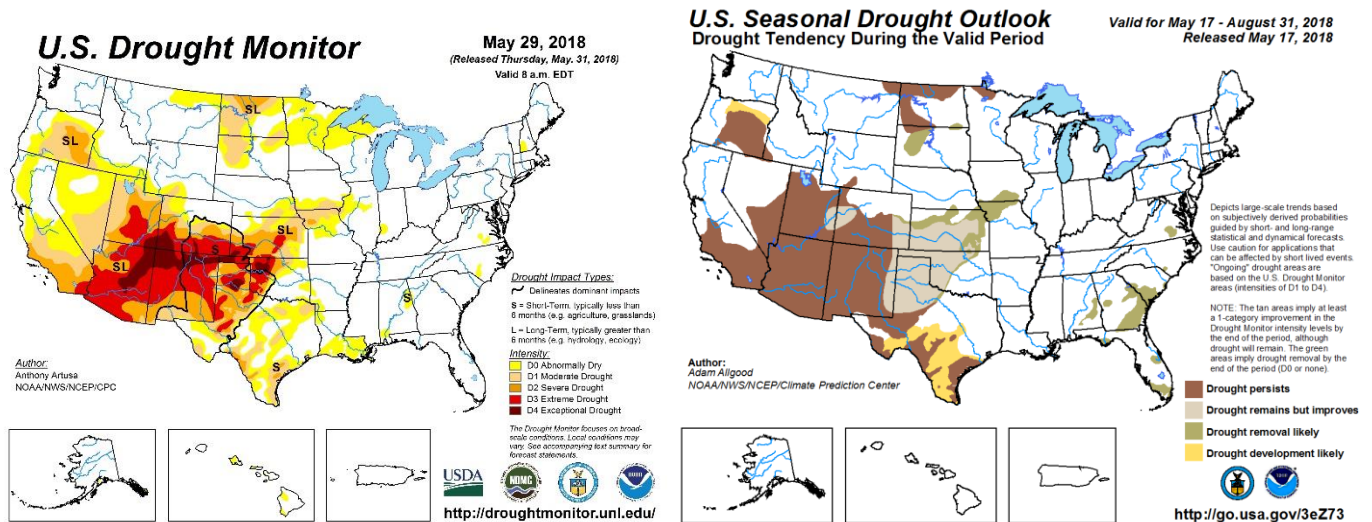 U.S. Drought Monitor
May 29, 2018
(Released Thursday, May. 31, 2018)
Valid 8 a.m. EDT
SL
SL
SL
S
SL
S
S
Author:
Anthony Artusa
NOAA/NWS/NCEP/CPC
Drought Impact Types:
Delineates dominant impacts
S = Short-Term, typically less than
6 months (e.g. agriculture, grasslands)
L = Long-Term, typically greater than
6 months (e.g. hydrology, ecology)
Intensity:
D0 Abnormally Dry
D1 Moderate Drought
D2 Severe Drought
D3 Extreme Drought
D4 Exceptional Drought
The Drought Monitor focuses on broad-
scale conditions. Local conditions may
vary. See accompanying text summary for
forecast statements.
USDA
NDMC
http://droughtmonitor.unl.edu/
U.S. Seasonal Drought Outlook
Drought Tendency During the Valid Period
Valid for May 17 - August 31, 2018
Released May 17, 2018
Depicts large-scale trends based
on subjectively derived probabilities
guided by short- and long-range
statistical and dynamical forecasts.
Use caution for applications that
can be affected by short lived events.
"Ongoing" drought areas are
based on the U.S. Drought Monitor
areas (intensities of D1 to D4).
NOTE: The tan areas imply at least
a 1-category improvement in the
Drought Monitor intensity levels by
the end of the period, although
drought will remain. The green
areas imply drought removal by the
end of the period (D0 or none).
Author:
Adam Allgood
NOAA/NWS/NCEP/Climate Prediction Center
Drought persists
Drought remains but improves
Drought removal likely
Drought development likely
http://go.usa.gov/3eZ73